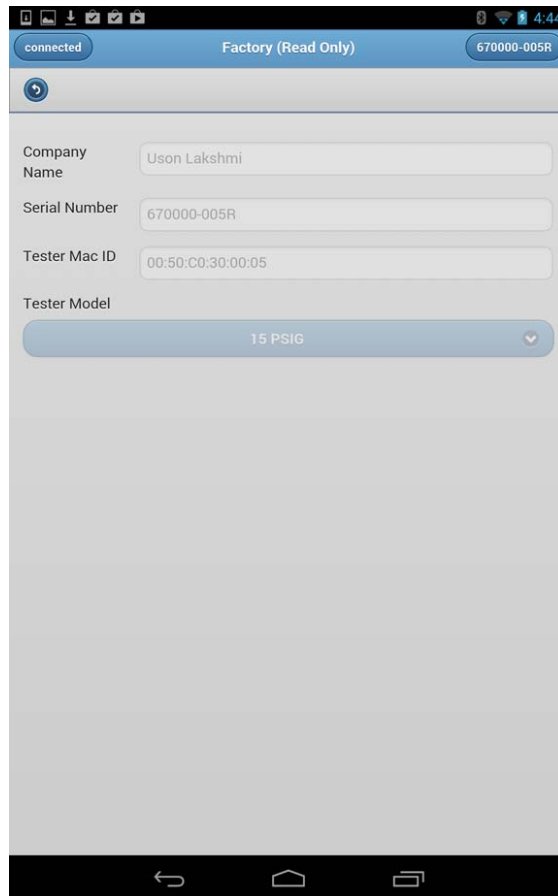 4:44
connected
Factory (Read Only)
670000-005R
Company
Name
Uson Lakshmi
Serial Number
670000-005R
Tester Mac ID
00:50:C0:30:00:05
Tester Model
15 PSIG